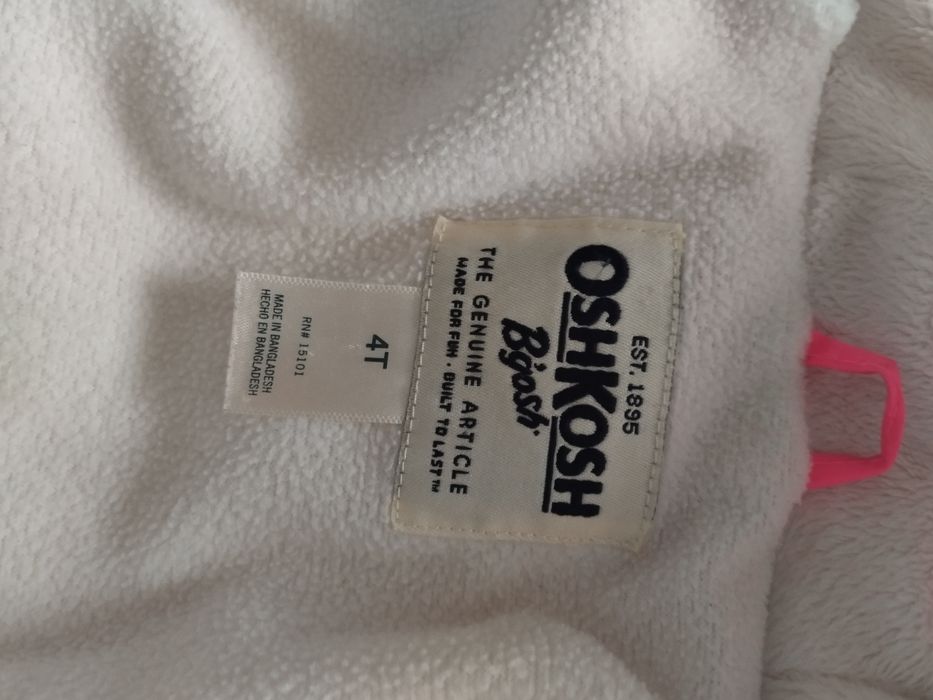 EST. 1895
OSHKOSH
B'gosh
THE GENUINE ARTICLE
MADE FOR FUN • BUILT TO LAST™
4T
RN# 15101
MADE IN BANGLADESH
HECHO EN BANGLADESH